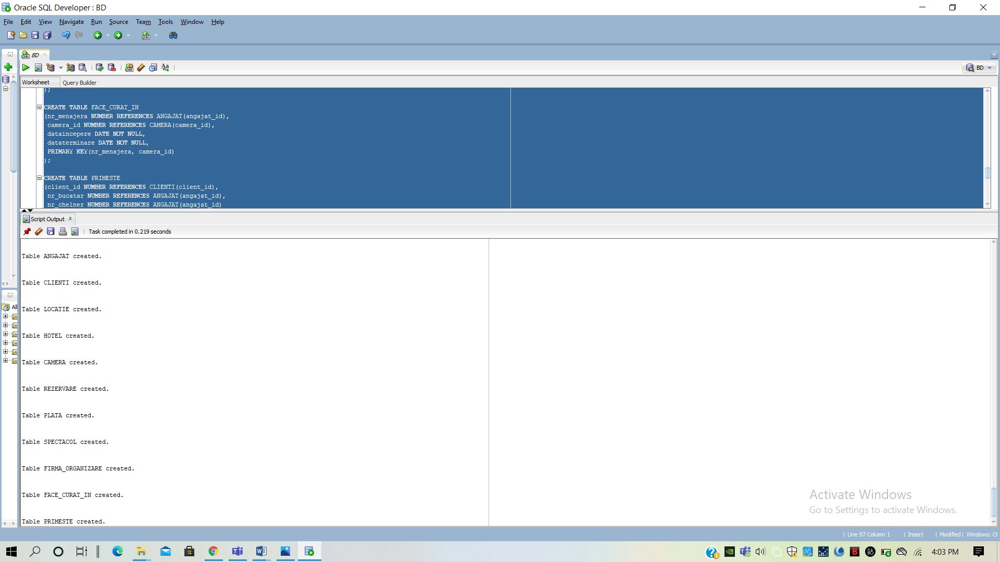 Oracle SQL Developer : BD
File Edit View Navigate Run Source Team Tools Window Help
BD
BD
Worksheet Query Builder
);
CREATE TABLE FACE_CURAT_IN
(nr_menajera NUMBER REFERENCES ANGAJAT(angajat_id),
camera_id NUMBER REFERENCES CAMERA(camera_id),
dataincepere DATE NOT NULL,
dataterminare DATE NOT NULL,
PRIMARY KEY(nr_menajera, camera_id)
);
CREATE TABLE PRIMESTE
(client_id NUMBER REFERENCES CLIENTI(client_id),
nr_bucatar NUMBER REFERENCES ANGAJAT(angajat_id),
nr_chelner NUMBER REFERENCES ANGAJAT(angajat_id)
Script Output
Task completed in 0.219 seconds
Table ANGAJAT created.
Table CLIENTI created.
Table LOCATIE created.
All
Table HOTEL created.
Table CAMERA created.
Table REZERVARE created.
Table PLATA created.
Table SPECTACOL created.
Table FIRMA_ORGANIZARE created.
Table FACE_CURAT_IN created.
Table PRIMESTE created.
Activate Windows
Go to Settings to activate Windows.
Line 97 Column 1 Insert Modified Windows: CF
4:03 PM